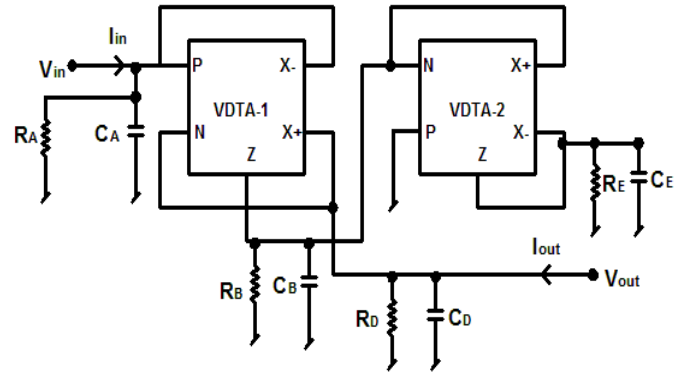 Iin
Vin
P
X-
N
X+
VDTA-1
VDTA-2
RA
CA
N
X+
P
X-
Z
Z
RE
CE
Iout
RB
CB
Vout
RD
CD